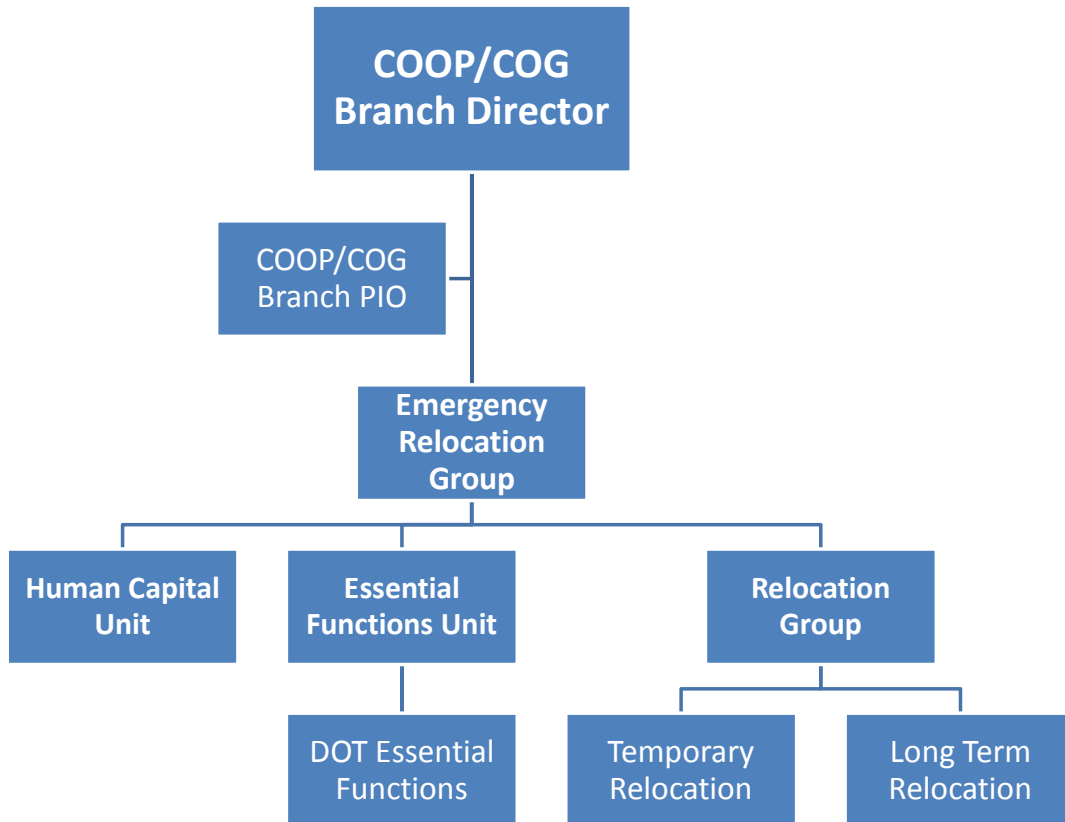 COOP/COG
Branch Director
COOP/COG
Branch PIO
Emergency
Relocation
Group
Human Capital
Unit
Essential
Functions Unit
Relocation
Group
DOT Essential
Functions
Temporary
Relocation
Long Term
Relocation